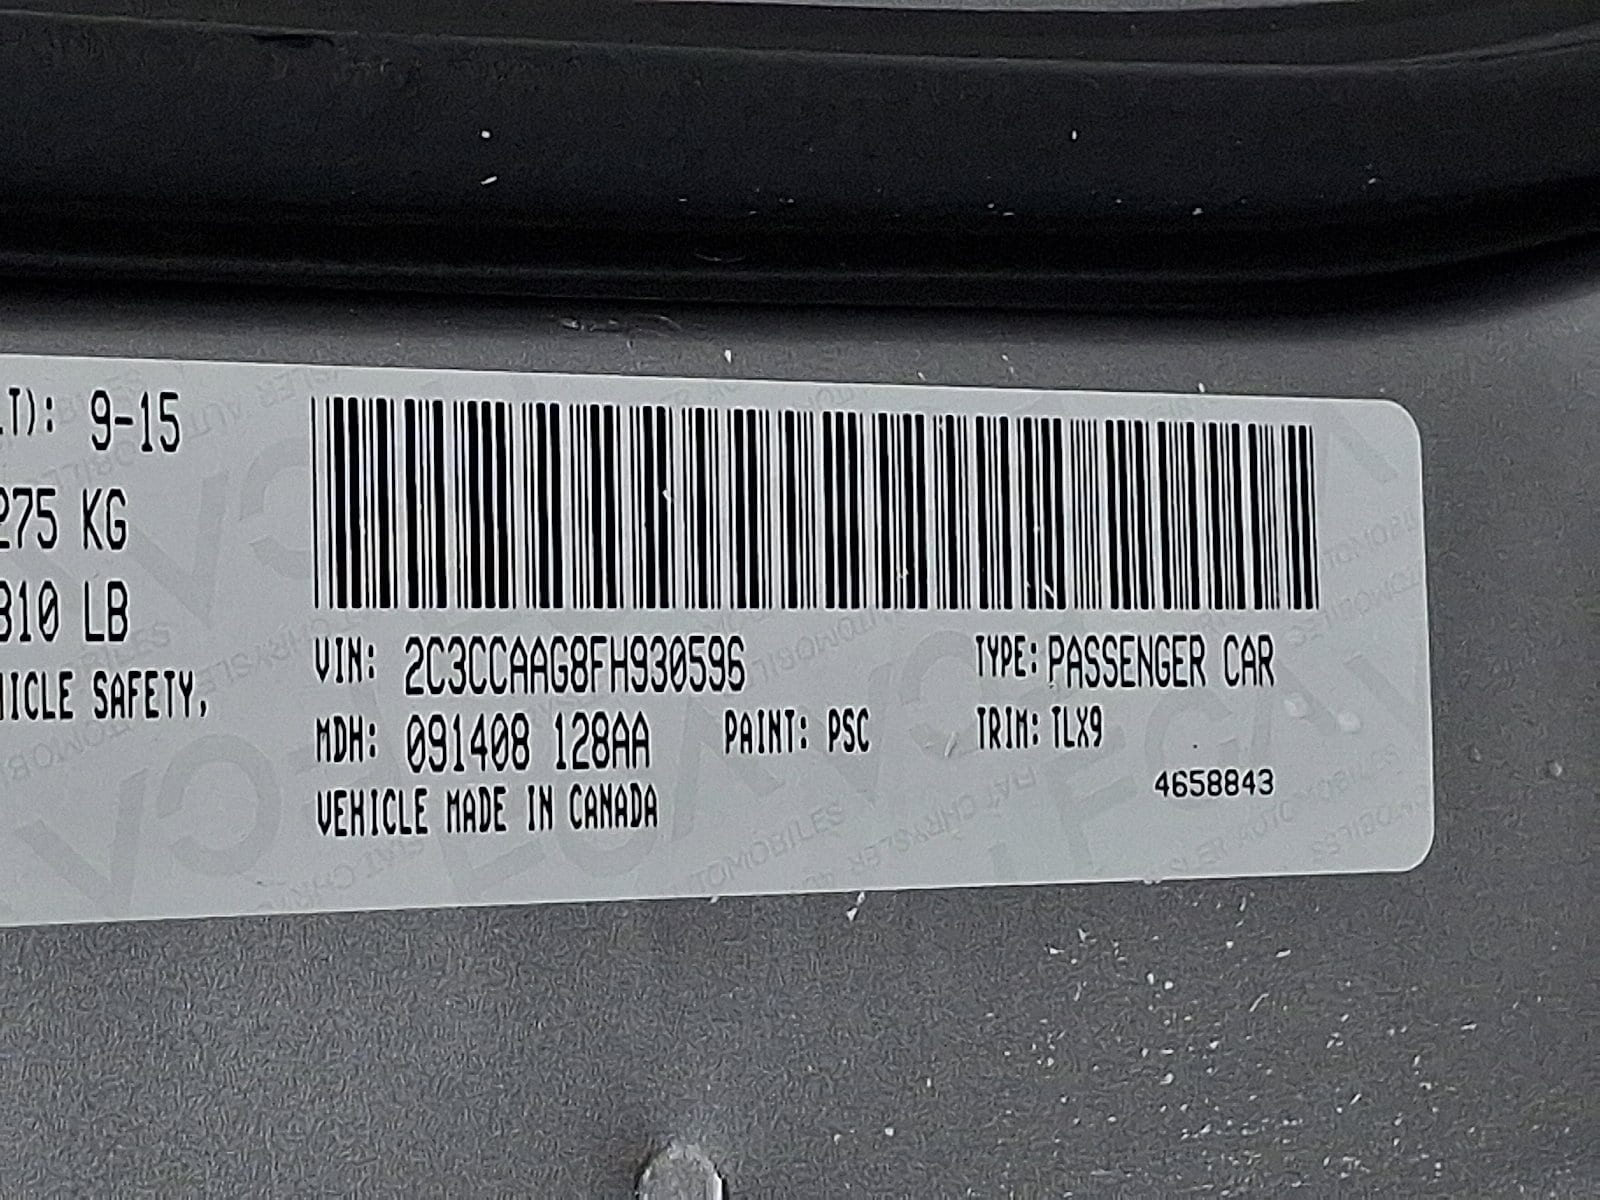 LT): 9-15
275 KG
310 LB
HICLE SAFETY,
VIN: 2C3CCAAG8FH930596 TYPE: PASSENGER CAR
MDH: 091408 128AA PAINT: PSC TRIM: TLX9
VEHICLE MADE IN CANADA
4658843